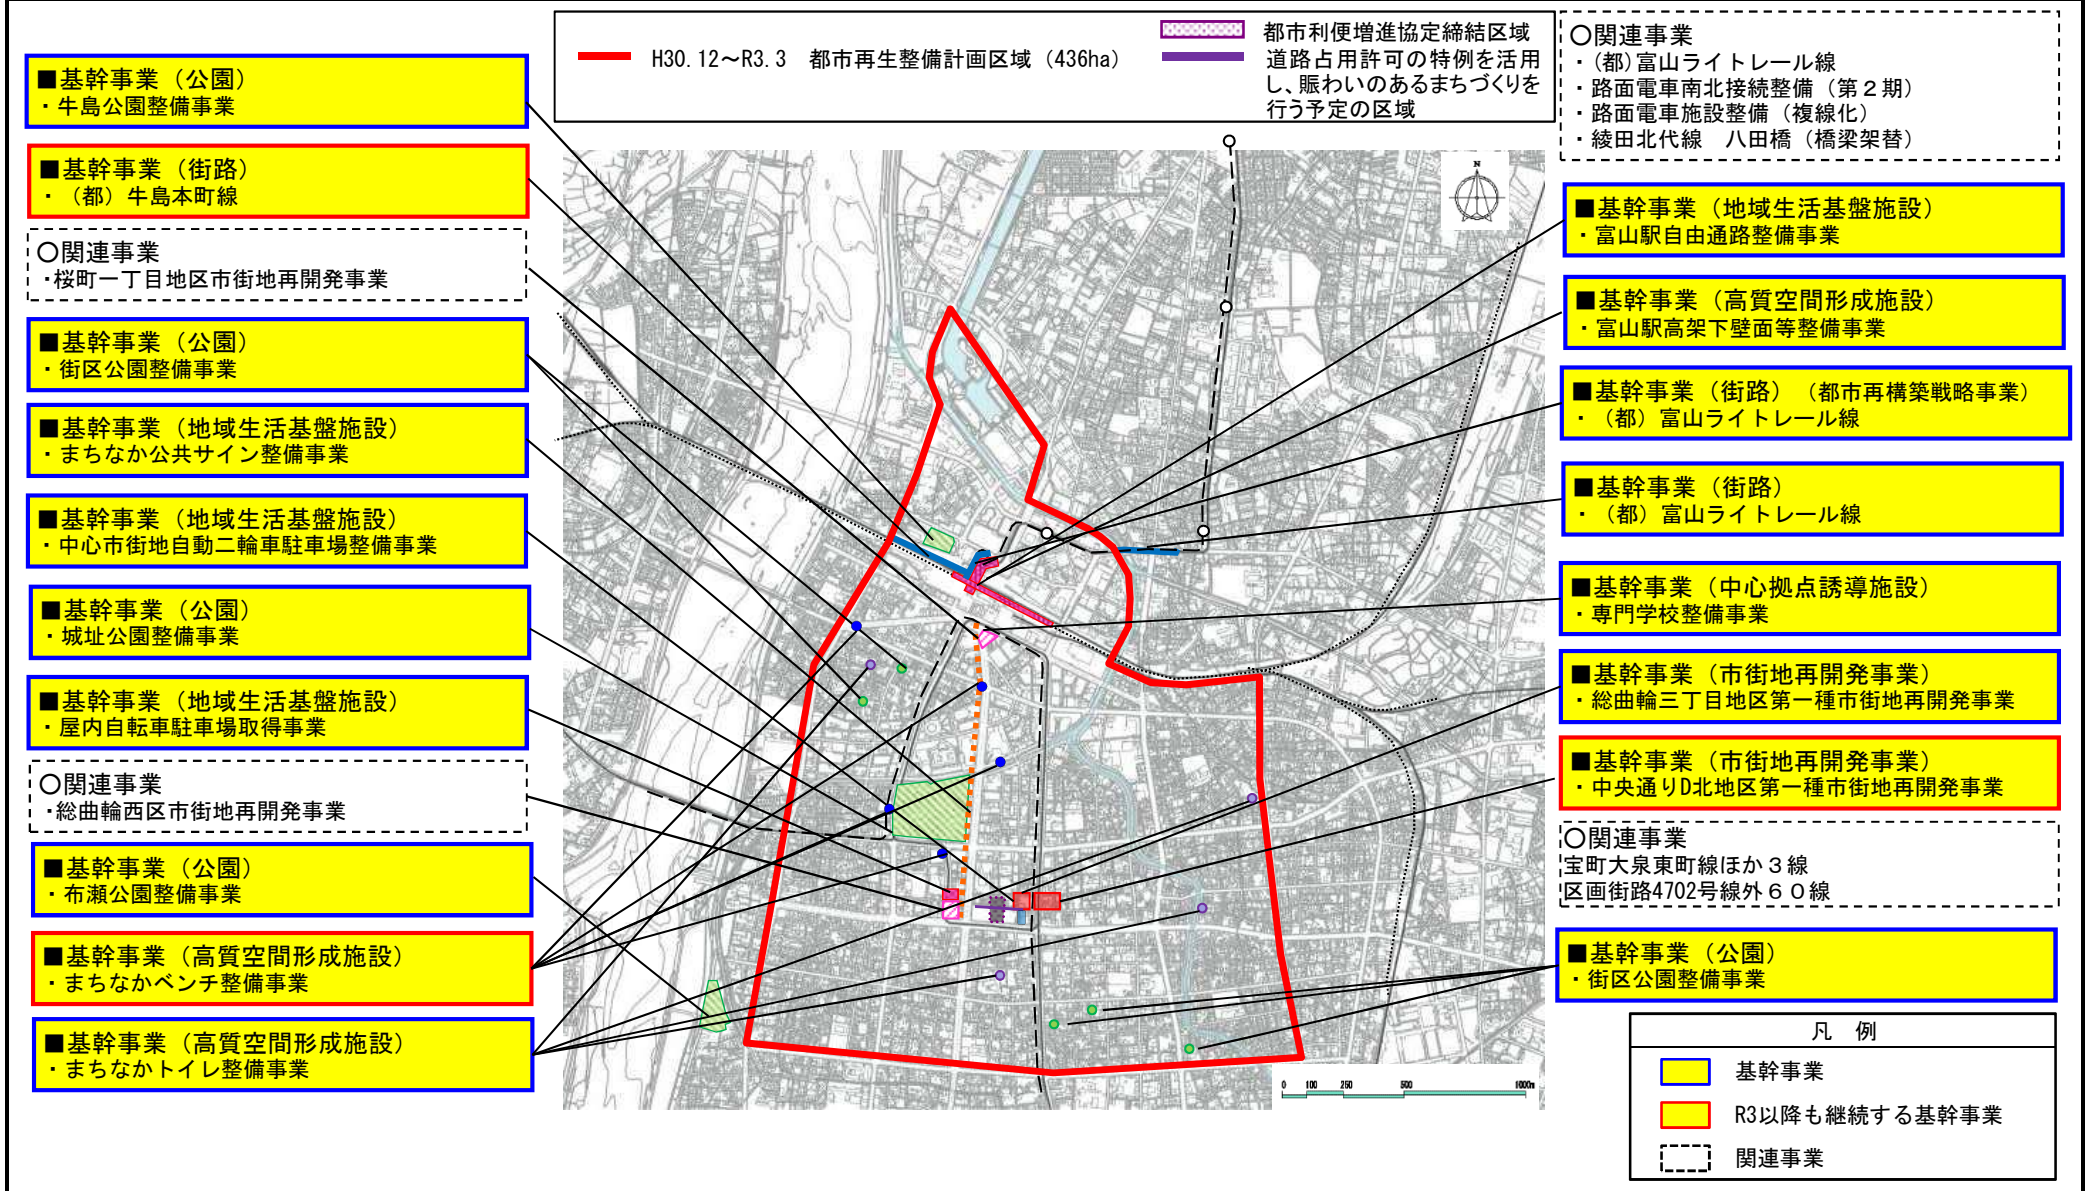 H30.12～R3.3 都市再生整備計画区域（436ha）
都市利便増進協定締結区域
道路占用許可の特例を活用
し、賑わいのあるまちづくりを
行う予定の区域
■基幹事業（公園）
・牛島公園整備事業
■基幹事業（街路）
・（都）牛島本町線
○関連事業
・桜町一丁目地区市街地再開発事業
■基幹事業（公園）
・街区公園整備事業
■基幹事業（地域生活基盤施設）
・まちなか公共サイン整備事業
■基幹事業（地域生活基盤施設）
・中心市街地自動二輪車駐車場整備事業
■基幹事業（公園）
・城址公園整備事業
■基幹事業（地域生活基盤施設）
・屋内自転車駐車場取得事業
○関連事業
・総曲輪西区市街地再開発事業
■基幹事業（公園）
・布瀬公園整備事業
■基幹事業（高質空間形成施設）
・まちなかベンチ整備事業
■基幹事業（高質空間形成施設）
・まちなかトイレ整備事業
○関連事業
・（都）富山ライトレール線
・路面電車南北接続整備（第２期）
・路面電車施設整備（複線化）
・綾田北代線 八田橋（橋梁架替）
■基幹事業（地域生活基盤施設）
・富山駅自由通路整備事業
■基幹事業（高質空間形成施設）
・富山駅高架下壁面等整備事業
■基幹事業（街路）（都市再構築戦略事業）
・（都）富山ライトレール線
■基幹事業（街路）
・（都）富山ライトレール線
■基幹事業（中心拠点誘導施設）
・専門学校整備事業
■基幹事業（市街地再開発事業）
・総曲輪三丁目地区第一種市街地再開発事業
■基幹事業（市街地再開発事業）
・中央通りD北地区第一種市街地再開発事業
○関連事業
宝町大泉東町線ほか３線
区画街路4702号線外６０線
■基幹事業（公園）
・街区公園整備事業
N
0 100 250 500 1000m
凡 例
基幹事業
R3以降も継続する基幹事業
関連事業